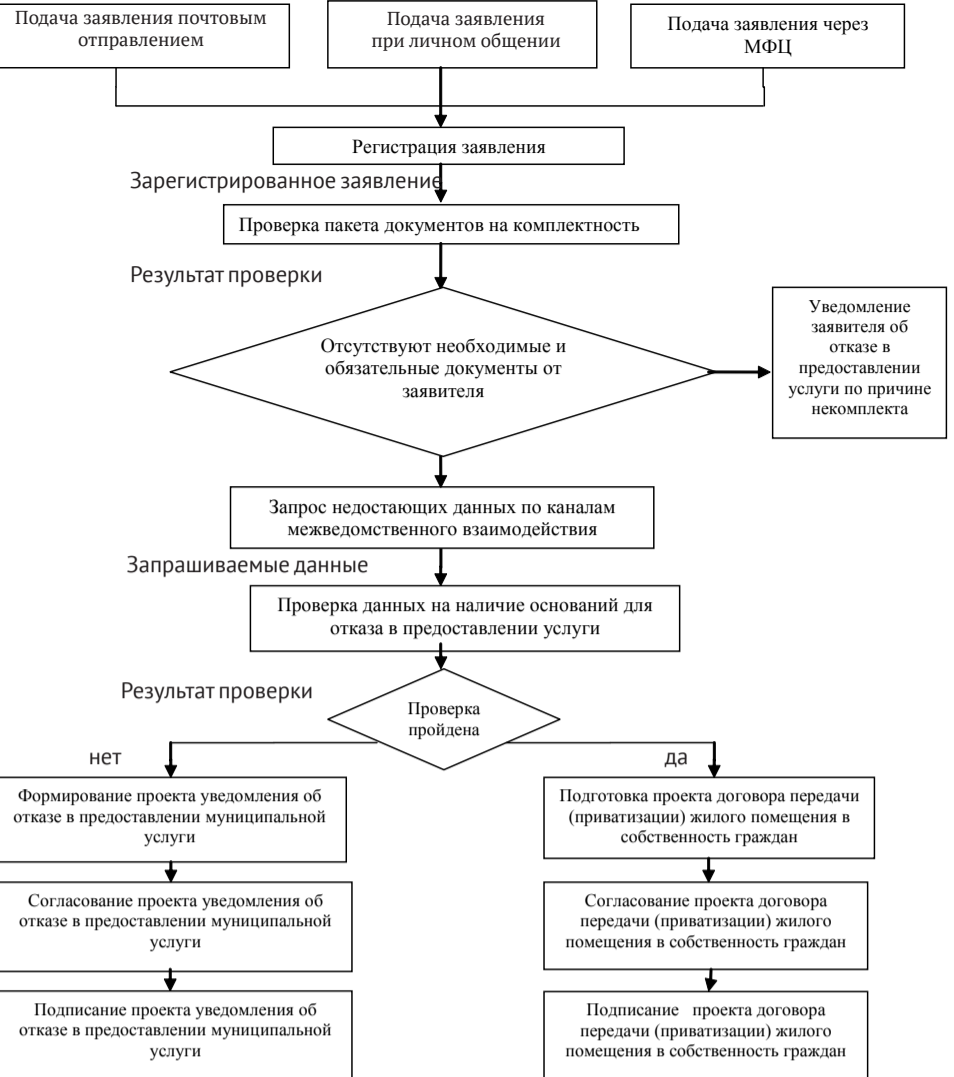 Подача заявления почтовым
отправлением
Подача заявления
при личном общении
Подача заявления через
МФЦ
Регистрация заявления
Зарегистрированное заявление
Проверка пакета документов на комплектность
Результат проверки
Отсутствуют необходимые и
обязательные документы от
заявителя
Уведомление
заявителя об
отказе в
предоставлении
услуги по причине
некомплекта
Запрос недостающих данных по каналам
межведомственного взаимодействия
Запрашиваемые данные
Проверка данных на наличие оснований для
отказа в предоставлении услуги
Результат проверки
Проверка
пройдена
нет
да
Формирование проекта уведомления об
отказе в предоставлении муниципальной
услуги
Подготовка проекта договора передачи
(приватизации) жилого помещения в
собственность граждан
Согласование проекта уведомления об
отказе в предоставлении муниципальной
услуги
Согласование проекта договора
передачи (приватизации) жилого
помещения в собственность граждан
Подписание проекта уведомления об
отказе в предоставлении муниципальной
услуги
Подписание проекта договора
передачи (приватизации) жилого
помещения в собственность граждан